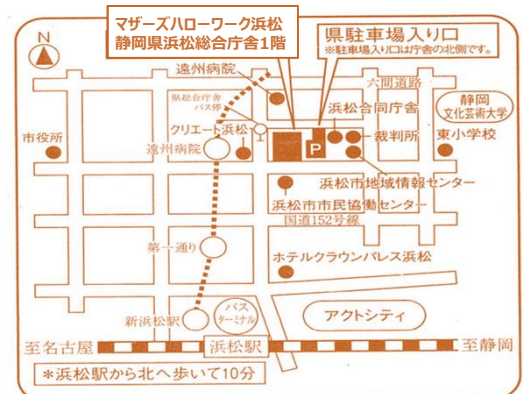 マザーズハローワーク浜松
静岡県浜松総合庁舎1階
県駐車場入り口
※駐車場入り口は庁舎の北側です。
N
遠州病院
六間道路
県総合庁舎
バス停
浜松合同庁舎
静岡
文化芸術大学
クリエート浜松
裁判所
東小学校
市役所
遠州病院
P
浜松市地域情報センター
浜松市市民協働センター
国道152号線
第一通り
ホテルクラウンパレス浜松
新浜松駅
バス
ターミナル
アクトシティ
至名古屋
浜松駅
至静岡
*浜松駅から北へ歩いて10分